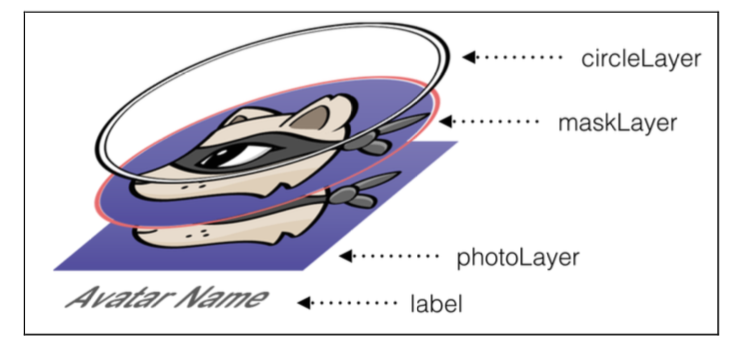 circleLayer
maskLayer
photoLayer
Avatar Name
label